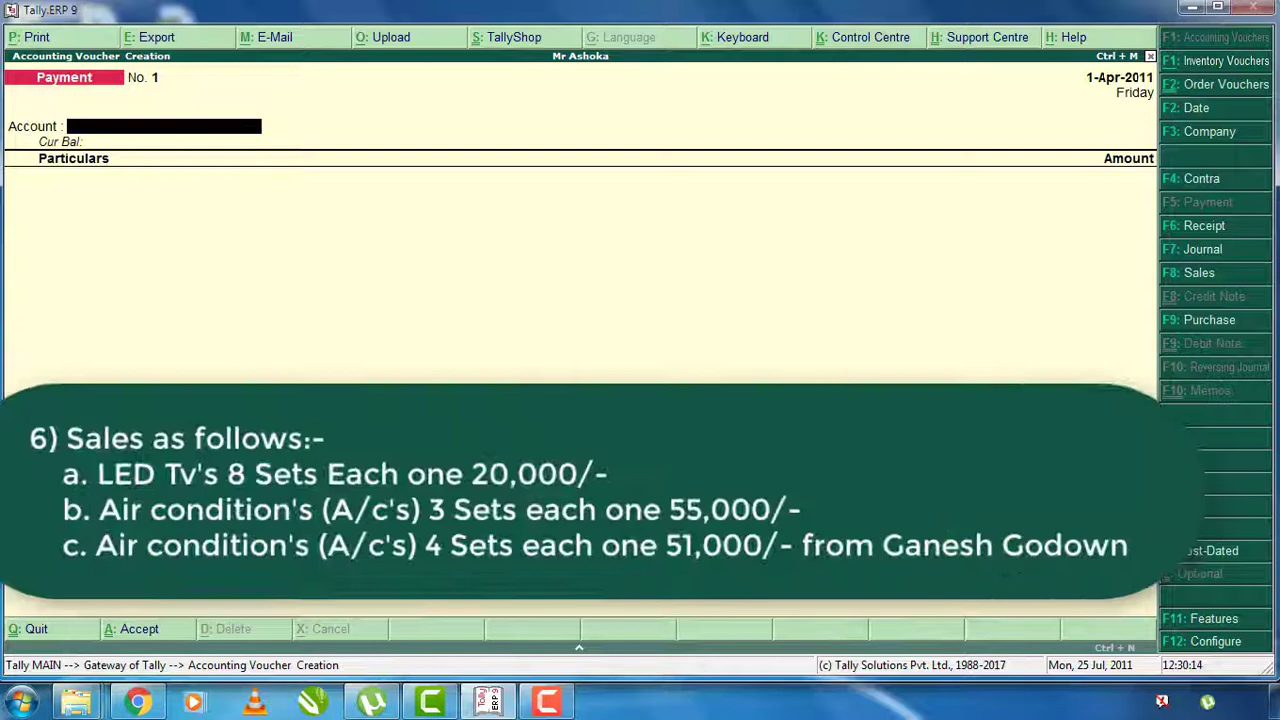 Tally.ERP 9
P: Print
E: Export
M: E-Mail
O: Upload
S: TallyShop
G: Language
K: Keyboard
K: Control Centre
H: Support Centre
H: Help
F1: Accounting Vouchers
Accounting Voucher Creation
Mr Ashoka
Ctrl + M
F1: Inventory Vouchers
Payment No. 1
1-Apr-2011
Friday
F2: Order Vouchers
F2: Date
Account :
F3: Company
Cur Bal:
Particulars
Amount
F4: Contra
F5: Payment
F6: Receipt
F7: Journal
F8: Sales
F8: Credit Note
F9: Purchase
F9: Debit Note
F10: Reversing Journal
F10: Memos
6) Sales as follows:-
a. LED Tv's 8 Sets Each one 20,000/-
b. Air condition's (A/c's) 3 Sets each one 55,000/-
c. Air condition's (A/c's) 4 Sets each one 51,000/- from Ganesh Godown
ost-Dated
Optional
F11: Features
Q: Quit
A: Accept
D: Delete
X: Cancel
F12: Configure
Ctrl + N
Tally MAIN --> Gateway of Tally --> Accounting Voucher Creation
(c) Tally Solutions Pvt. Ltd., 1988-2017
Mon, 25 Jul, 2011
12:30:14